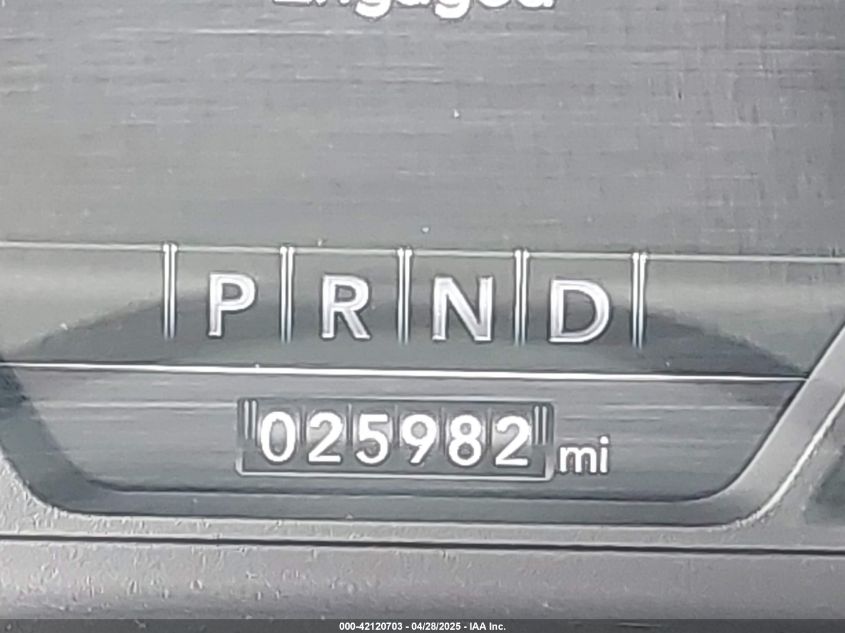 Engaged
P R N D
025982 mi
000-42120703 - 04/28/2025 - IAA Inc.